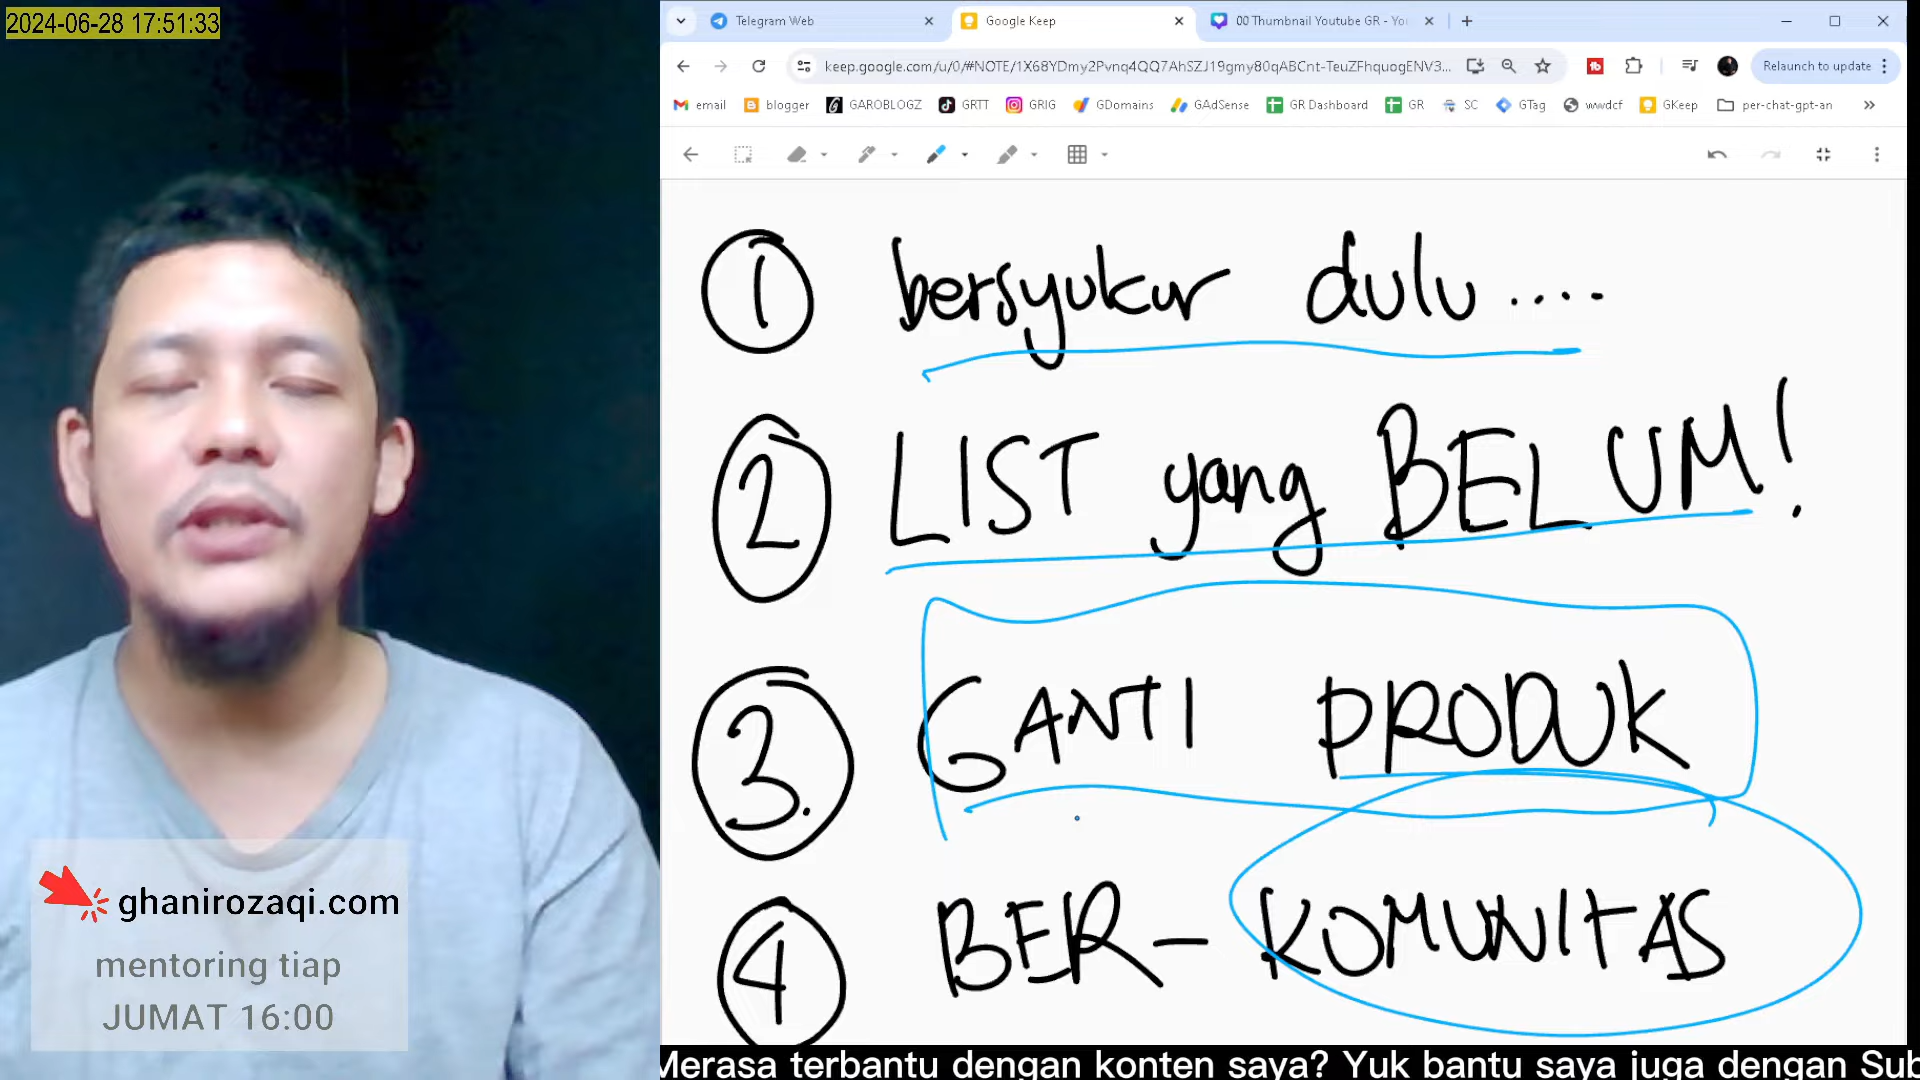 2024-06-28 17:51:33
Telegram Web
Google Keep
00 Thumbnail Youtube GR - You
keep.google.com/u/0/#NOTE/1X68YDmy2Pvnq4QQ7AhSZJ19gmy80qABCnt-TeuZFhquogENV3...
Relaunch to update
email
blogger
GAROBLOGZ
GRTT
GRIG
GDomains
GAdSense
GR Dashboard
GR
SC
GTag
wwdcf
GKeep
per-chat-gpt-an
1 bersyukur dulu ....
2 LIST yang BELUM!
3. GANTI PRODUK
4 BER- KOMUNITAS
ghanirozaqi.com
mentoring tiap
JUMAT 16:00
Merasa terbantu dengan konten saya? Yuk bantu saya juga dengan Sub